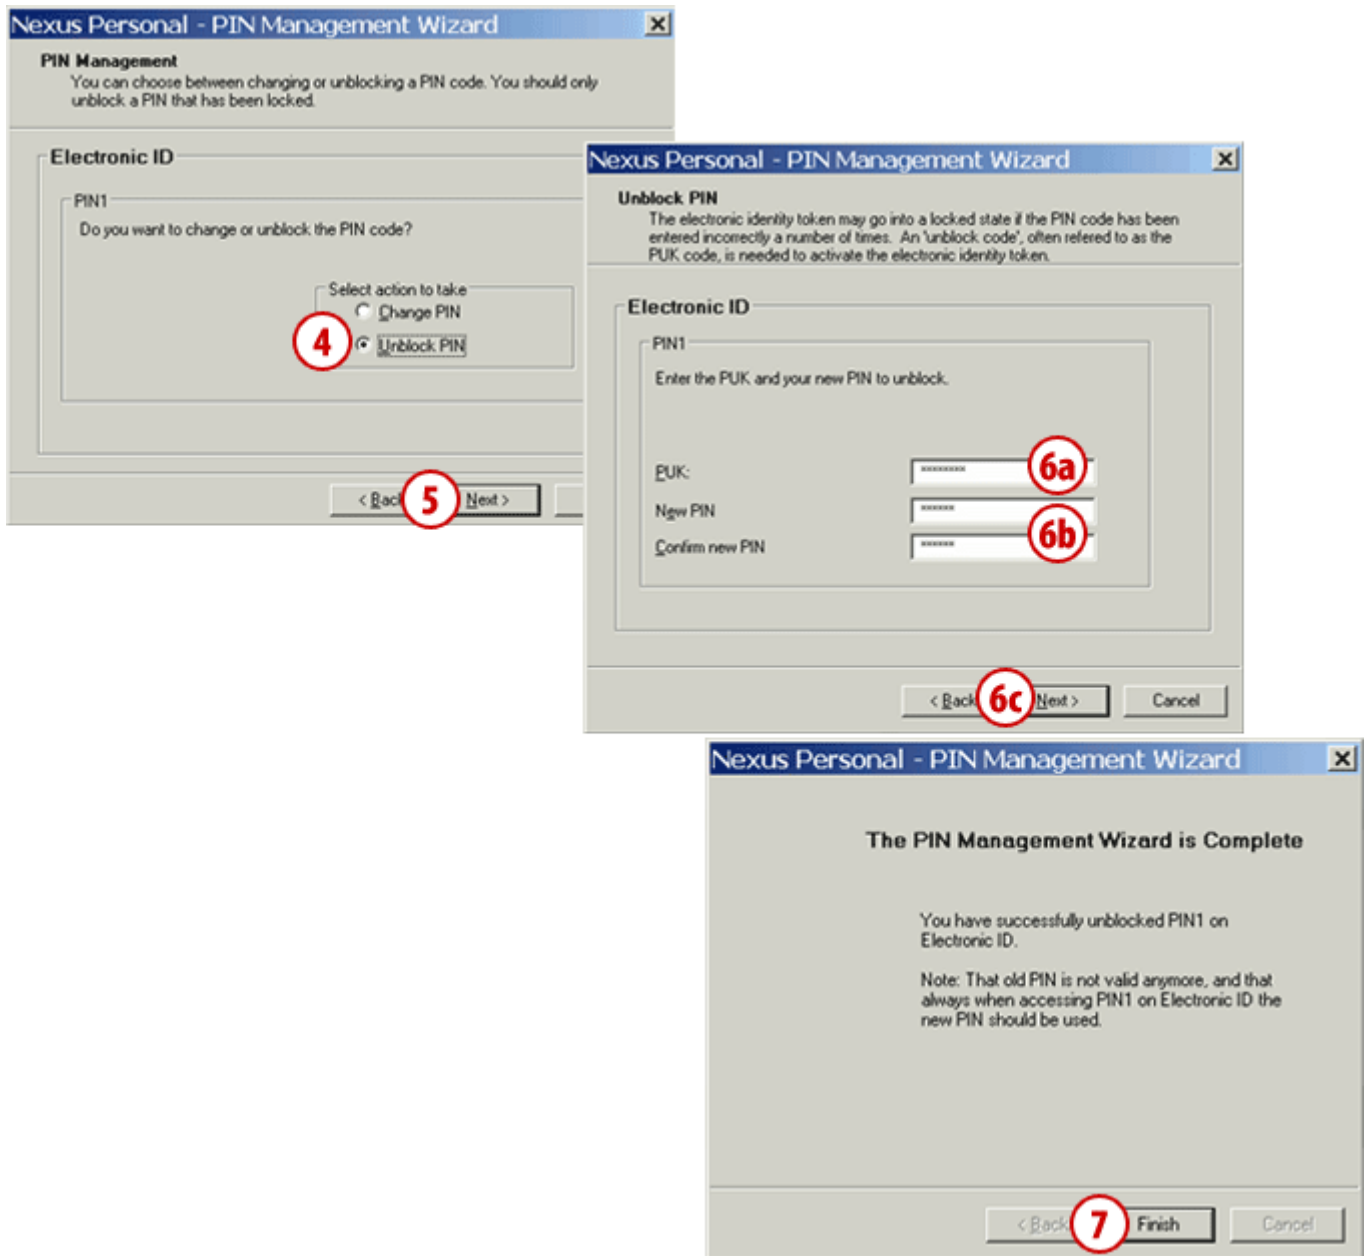 Nexus Personal - PIN Management Wizard
PIN Management
You can choose between changing or unblocking a PIN code. You should only
unblock a PIN that has been locked.
Electronic ID
PIN1
Do you want to change or unblock the PIN code?
Select action to take
Change PIN
4
Unblock PIN
< Bac
5
Next >
Nexus Personal - PIN Management Wizard
Unblock PIN
The electronic identity token may go into a locked state if the PIN code has been
entered incorrectly a number of times. An 'unblock code', often refered to as the
PUK code, is needed to activate the electronic identity token.
Electronic ID
PIN1
Enter the PUK and your new PIN to unblock.
PUK: ********
6a
New PIN ******
6b
Confirm new PIN ******
< Back
6c
Next >
Cancel
Nexus Personal - PIN Management Wizard
The PIN Management Wizard is Complete
You have successfully unblocked PIN1 on
Electronic ID.
Note: That old PIN is not valid anymore, and that
always when accessing PIN1 on Electronic ID the
new PIN should be used.
< Back
7
Finish
Cancel